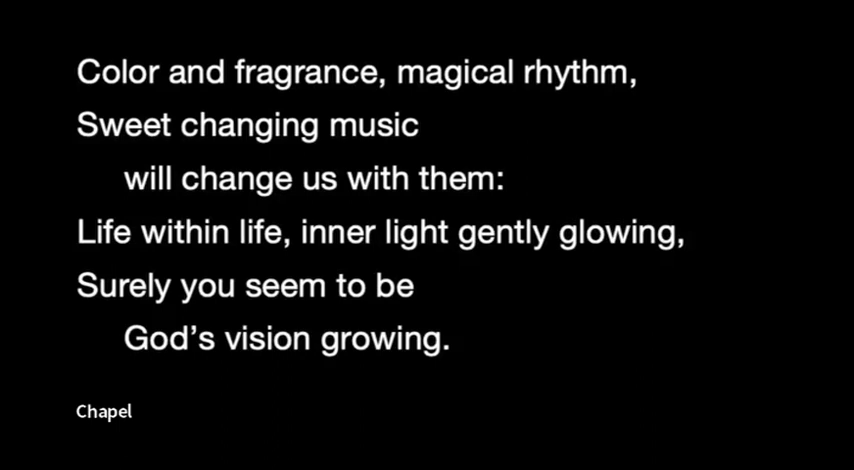 Color and fragrance, magical rhythm,
Sweet changing music
will change us with them:
Life within life, inner light gently glowing,
Surely you seem to be
God’s vision growing.
Chapel